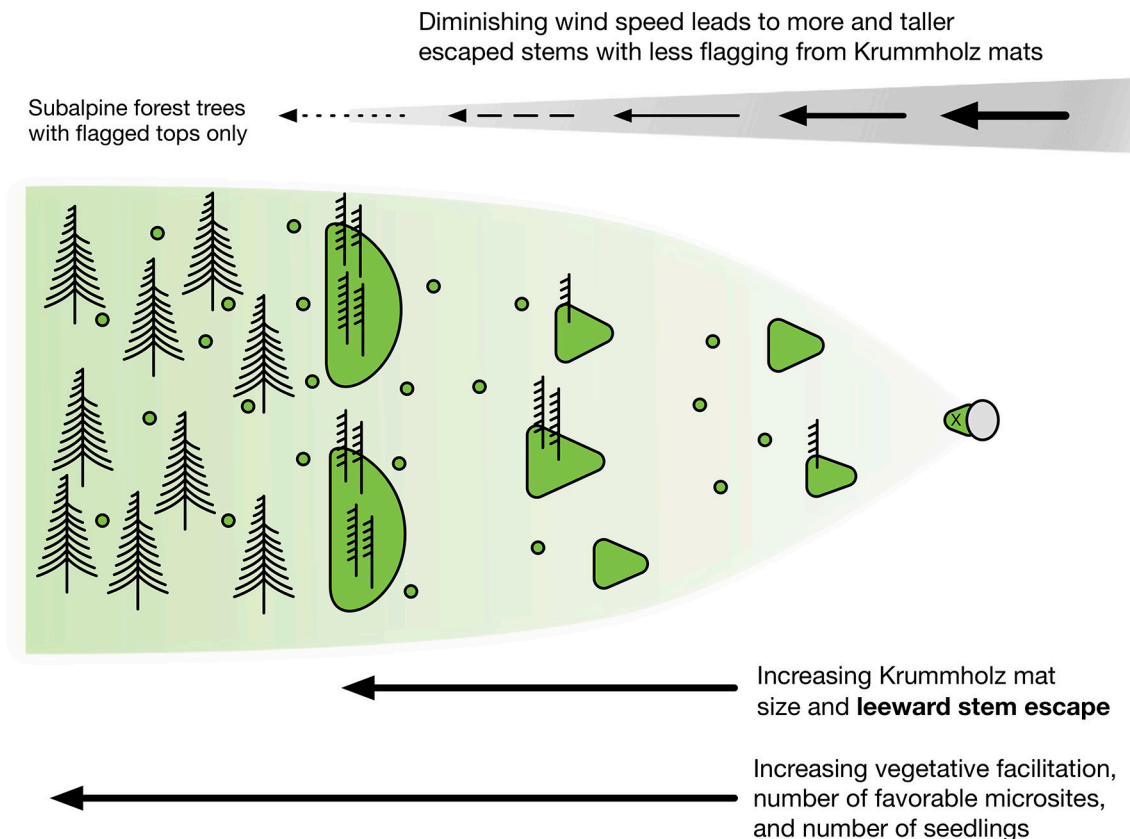 Diminishing wind speed leads to more and taller
escaped stems with less flagging from Krummholz mats
Subalpine forest trees
with flagged tops only
X
Increasing Krummholz mat
size and leeward stem escape
Increasing vegetative facilitation,
number of favorable microsites,
and number of seedlings